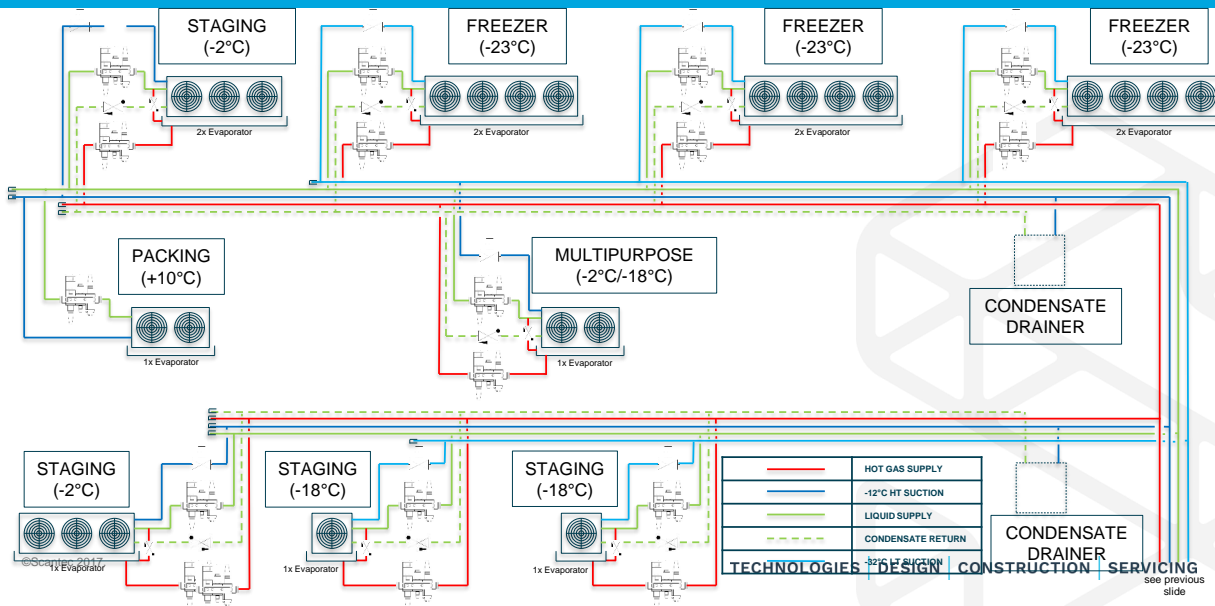 STAGING
(-2°C)
FREEZER
(-23°C)
FREEZER
(-23°C)
FREEZER
(-23°C)
2x Evaporator
2x Evaporator
2x Evaporator
2x Evaporator
PACKING
(+10°C)
MULTIPURPOSE
(-2°C/-18°C)
CONDENSATE
DRAINER
1x Evaporator
1x Evaporator
STAGING
(-2°C)
STAGING
(-18°C)
STAGING
(-18°C)
HOT GAS SUPPLY
-12°C HT SUCTION
LIQUID SUPPLY
CONDENSATE RETURN
-32°C LT SUCTION
CONDENSATE
DRAINER
©Scantec 2017.
1x Evaporator
1x Evaporator
1x Evaporator
TECHNOLOGIES DESIGN CONSTRUCTION SERVICING
see previous
slide